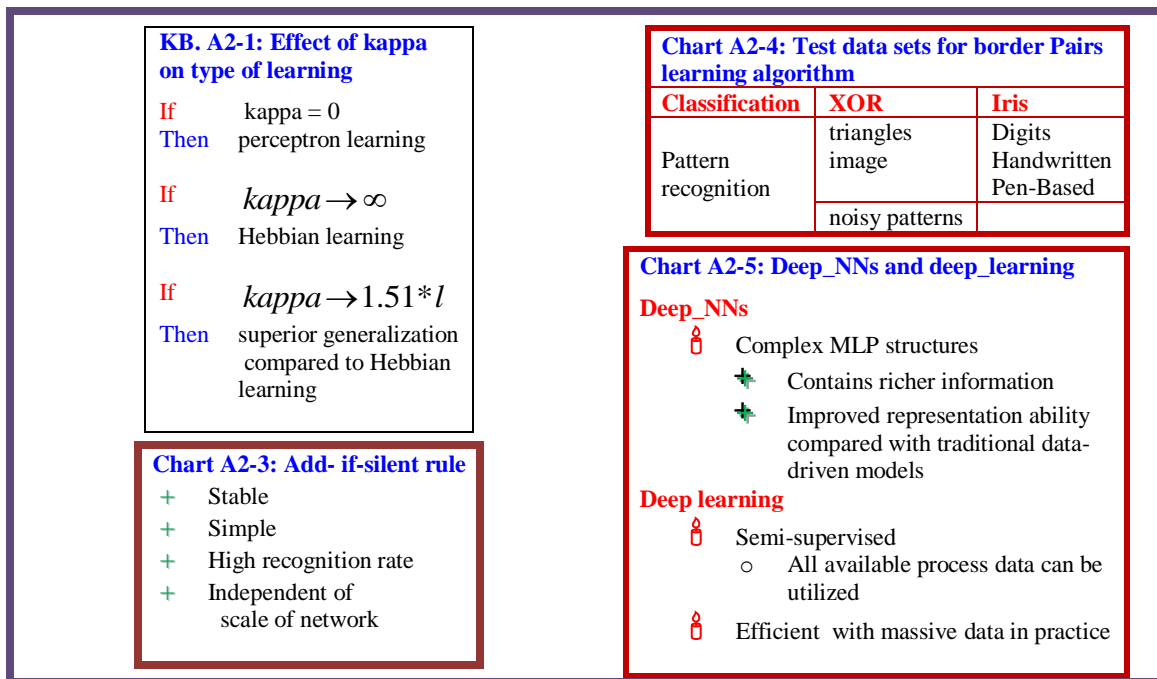 KB. A2-1: Effect of kappa
on type of learning
If kappa = 0
Then perceptron learning
If kappa → ∞
Then Hebbian learning
If kappa → 1.51* l
Then superior generalization
compared to Hebbian
learning
Chart A2-3: Add- if-silent rule
+ Stable
+ Simple
+ High recognition rate
+ Independent of
scale of network
Chart A2-4: Test data sets for border Pairs
learning algorithm
Classification XOR Iris
Pattern
recognition
triangles
image
Digits
Handwritten
Pen-Based
noisy patterns
Chart A2-5: Deep_NNs and deep_learning
Deep_NNs
Complex MLP structures
Contains richer information
Improved representation ability
compared with traditional data-
driven models
Deep learning
Semi-supervised
o All available process data can be
utilized
Efficient with massive data in practice